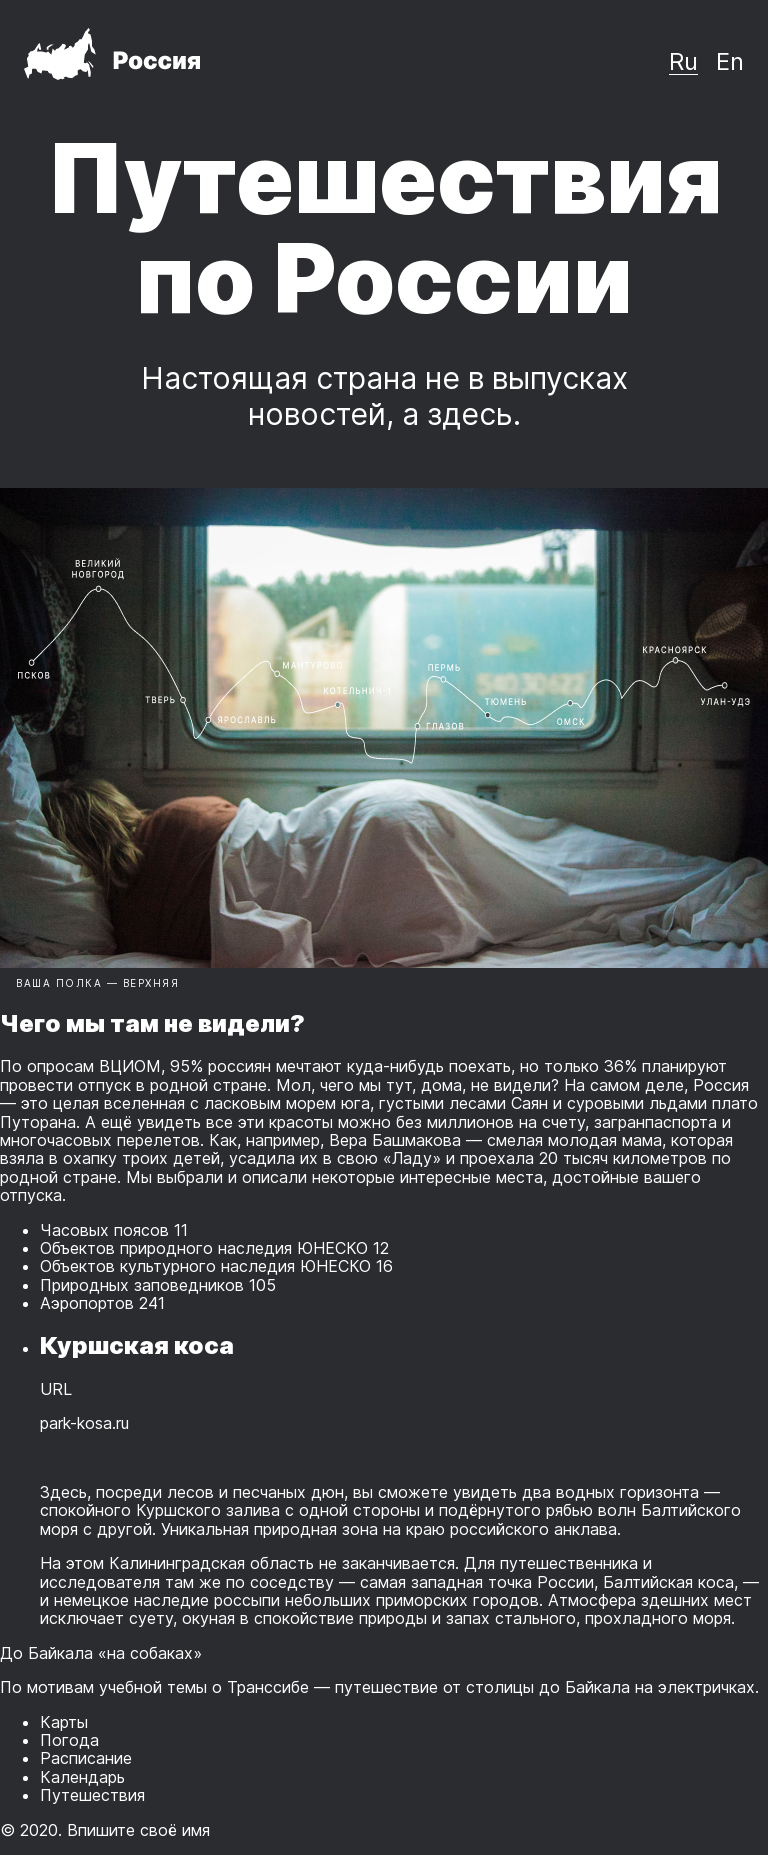 Россия
Ru En
Путешествия
по России
Настоящая страна не в выпусках
новостей, а здесь.
ВЕЛИКИЙ
НОВГОРОД
ПСКОВ
ТВЕРЬ
ЯРОСЛАВЛЬ
МАНТУРОВО
КОТЕЛЬНИЧ-1
ГЛАЗОВ
ПЕРМЬ
ТЮМЕНЬ
ОМСК
КРАСНОЯРСК
УЛАН-УДЭ
ВАША ПОЛКА — ВЕРХНЯЯ
Чего мы там не видели?
По опросам ВЦИОМ, 95% россиян мечтают куда-нибудь поехать, но только 36% планируют
провести отпуск в родной стране. Мол, чего мы тут, дома, не видели? На самом деле, Россия
— это целая вселенная с ласковым морем юга, густыми лесами Саян и суровыми льдами плато
Путорана. А ещё увидеть все эти красоты можно без миллионов на счету, загранпаспорта и
многочасовых перелетов. Как, например, Вера Башмакова — смелая молодая мама, которая
взяла в охапку троих детей, усадила их в свою «Ладу» и проехала 20 тысяч километров по
родной стране. Мы выбрали и описали некоторые интересные места, достойные вашего
отпуска.
• Часовых поясов 11
• Объектов природного наследия ЮНЕСКО 12
• Объектов культурного наследия ЮНЕСКО 16
• Природных заповедников 105
• Аэропортов 241
• Куршская коса
URL
park-kosa.ru
Здесь, посреди лесов и песчаных дюн, вы сможете увидеть два водных горизонта —
спокойного Куршского залива с одной стороны и подёрнутого рябью волн Балтийского
моря с другой. Уникальная природная зона на краю российского анклава.
На этом Калининградская область не заканчивается. Для путешественника и
исследователя там же по соседству — самая западная точка России, Балтийская коса, —
и немецкое наследие россыпи небольших приморских городов. Атмосфера здешних мест
исключает суету, окуная в спокойствие природы и запах стального, прохладного моря.
До Байкала «на собаках»
По мотивам учебной темы о Транссибе — путешествие от столицы до Байкала на электричках.
• Карты
• Погода
• Расписание
• Календарь
• Путешествия
© 2020. Впишите своё имя